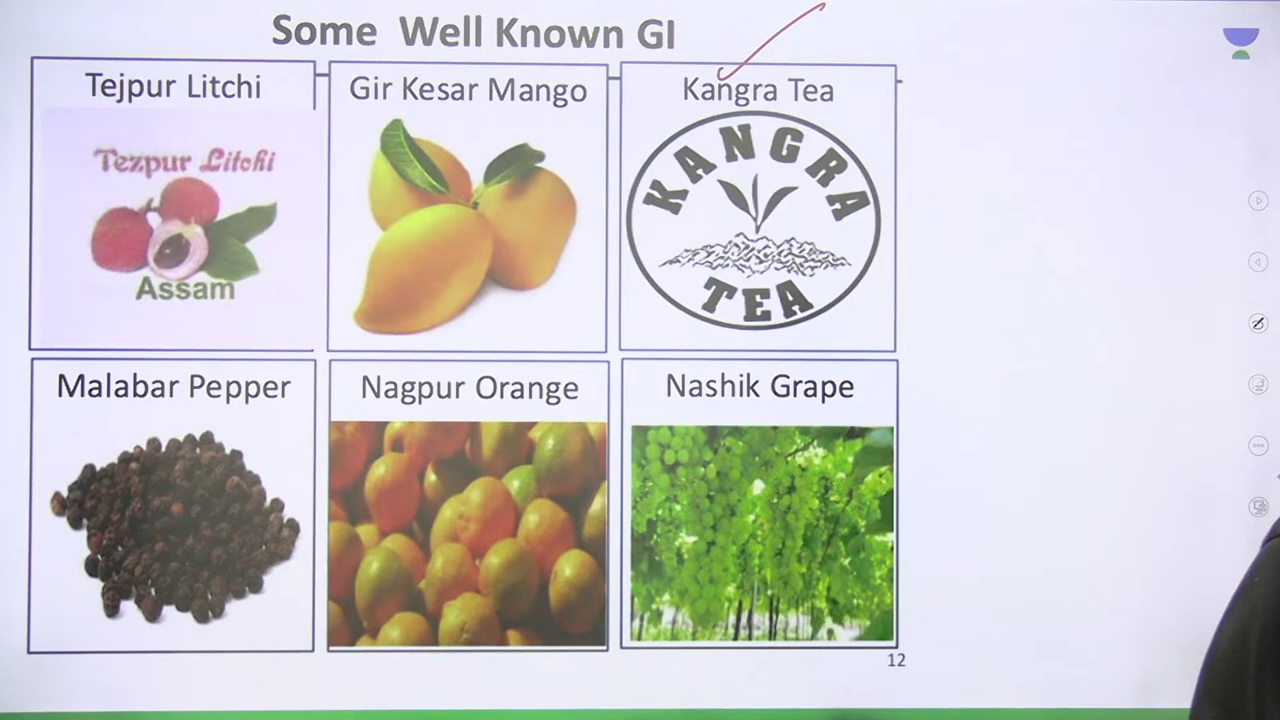 Some Well Known GI
Tejpur Litchi
Gir Kesar Mango
Kangra Tea
Tezpur Litchi
Assam
KANGRA
TEA
Malabar Pepper
Nagpur Orange
Nashik Grape
12